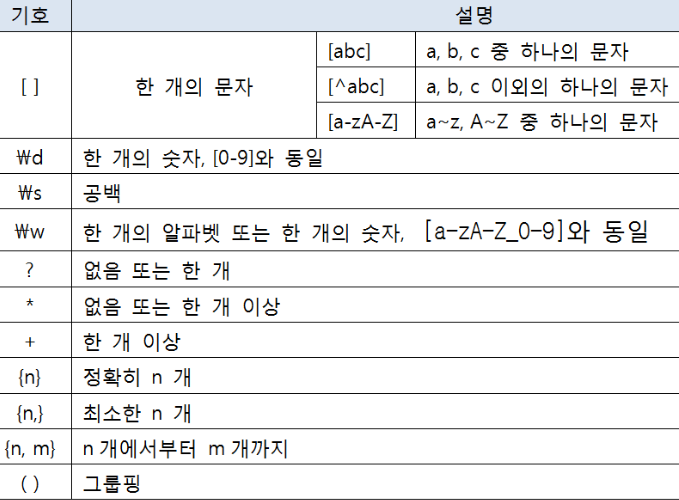 기호 설명
[ ] 한 개의 문자 [abc] a, b, c 중 하나의 문자
[^abc] a, b, c 이외의 하나의 문자
[a-zA-Z] a~z, A~Z 중 하나의 문자
₩d 한 개의 숫자, [0-9]와 동일
₩s 공백
₩w 한 개의 알파벳 또는 한 개의 숫자, [a-zA-Z_0-9]와 동일
? 없음 또는 한 개
* 없음 또는 한 개 이상
+ 한 개 이상
{n} 정확히 n 개
{n,} 최소한 n 개
{n, m} n 개에서부터 m 개까지
( ) 그룹핑